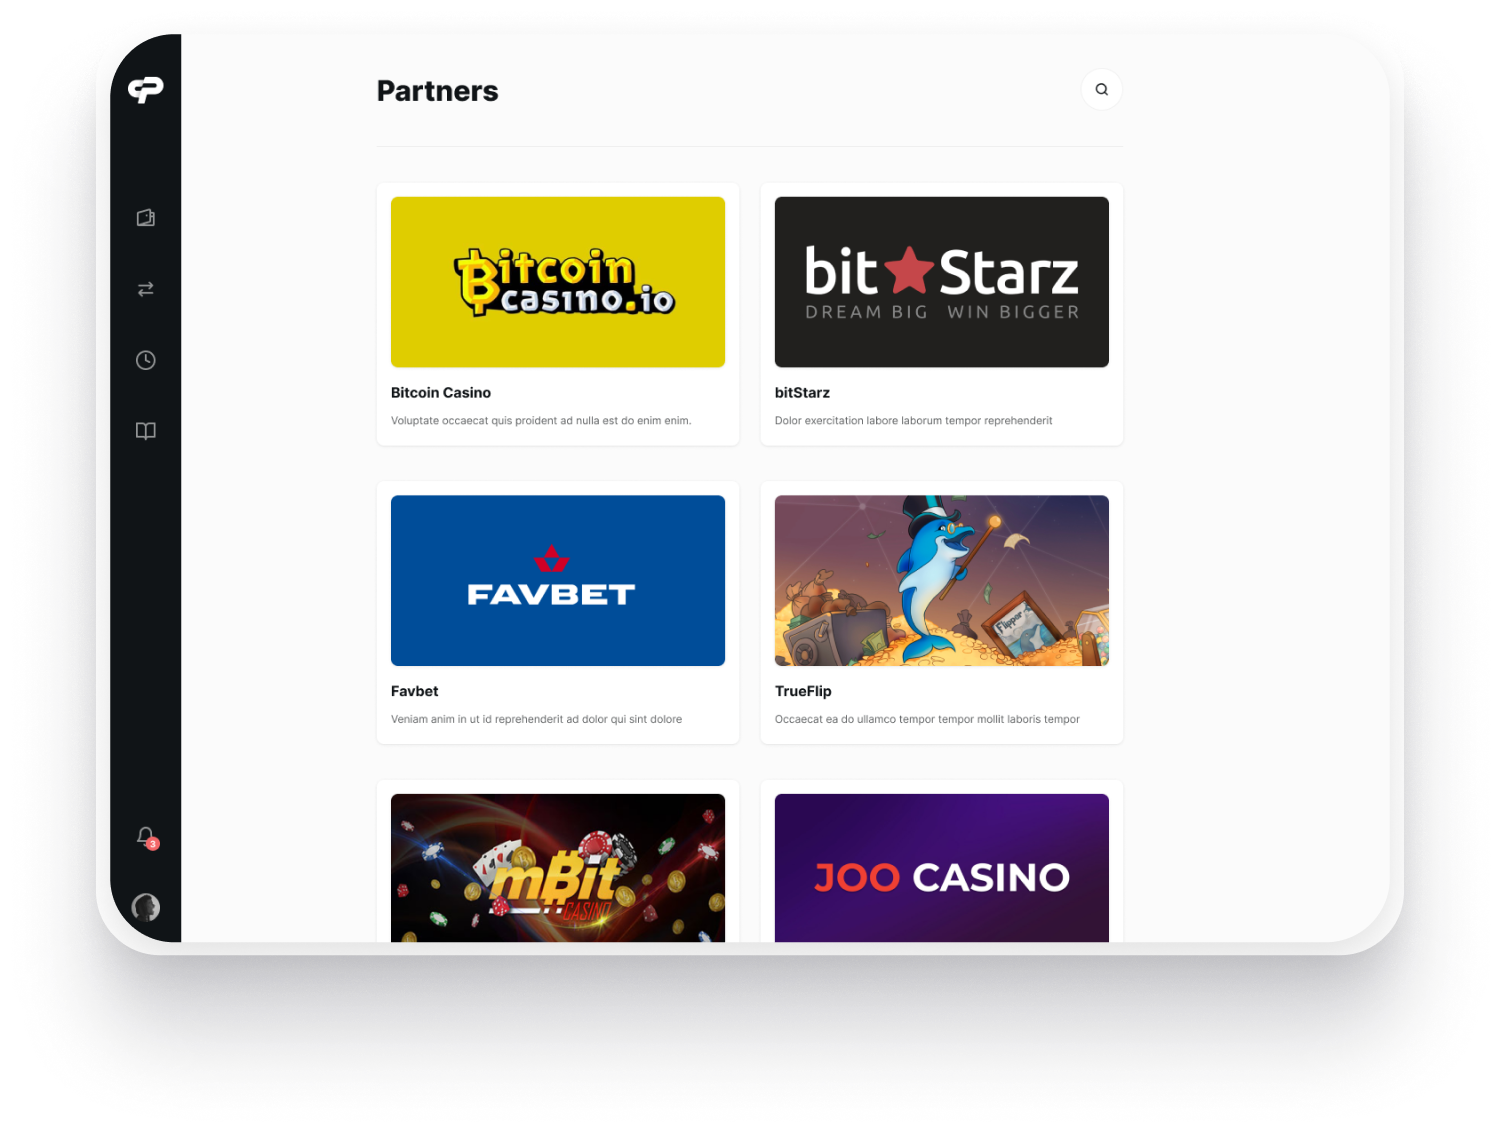 Partners
Bitcoin
casino.io
bit Starz
DREAM BIG WIN BIGGER
Bitcoin Casino
Voluptate occaecat quis proident ad nulla est do enim enim.
bitStarz
Dolor exercitation labore laborum tempor reprehenderit
FAVBET
Flipper
Favbet
Veniam anim in ut id reprehenderit ad dolor qui sint dolore
TrueFlip
Occaecat ea do ullamco tempor tempor mollit laboris tempor
mBit
CASINO
JOO CASINO
3